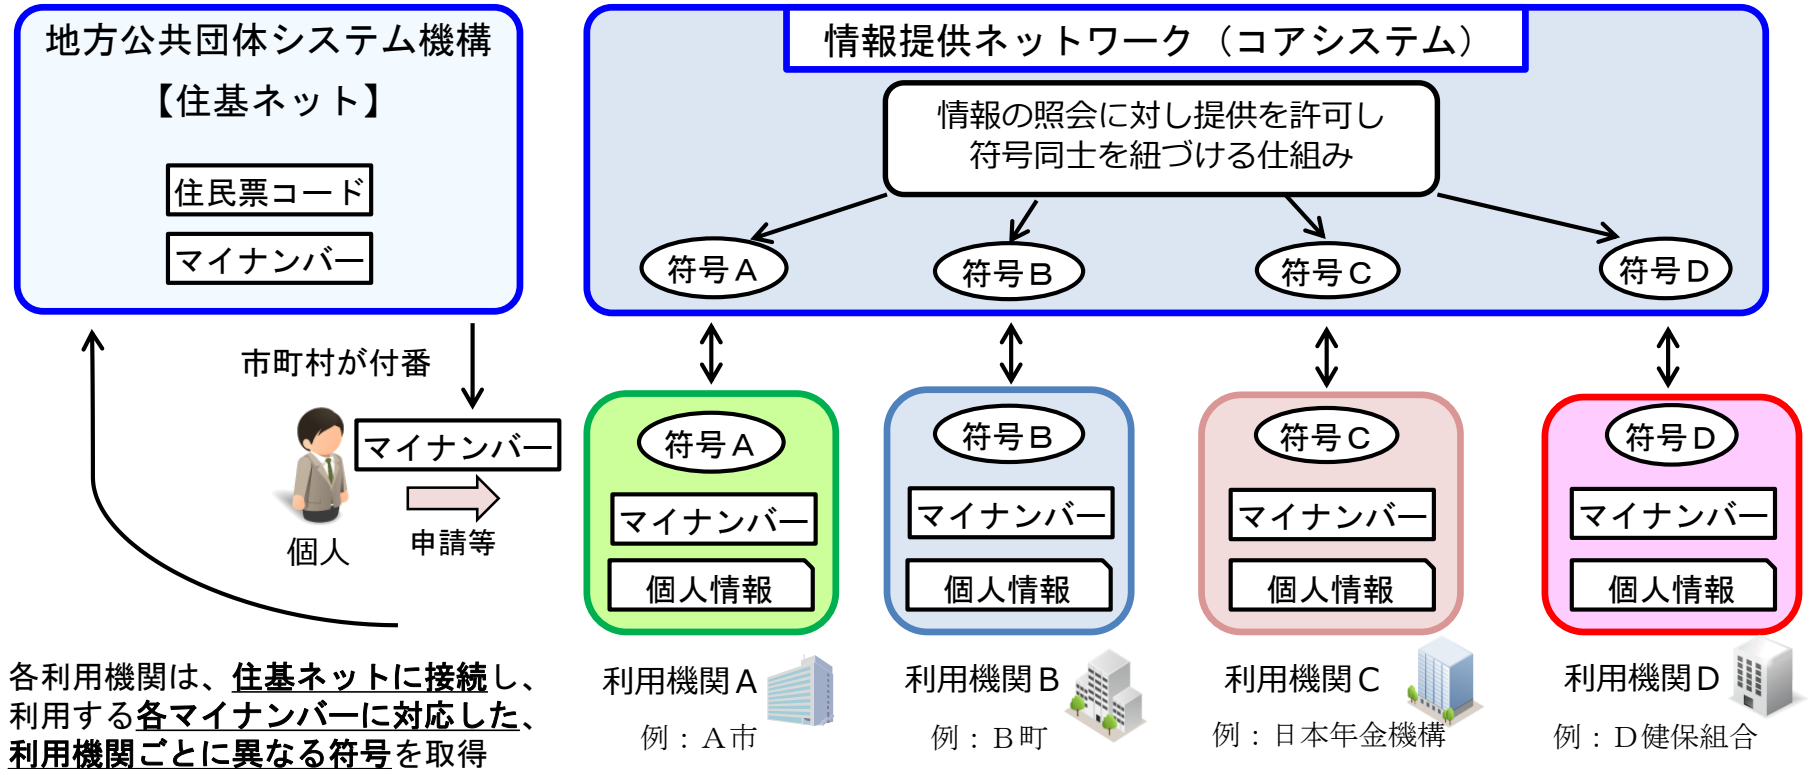 地方公共団体システム機構
【住基ネット】
住民票コード
マイナンバー
市町村が付番
マイナンバー
個人
申請等
各利用機関は、住基ネットに接続し、
利用する各マイナンバーに対応した、
利用機関ごとに異なる符号を取得
情報提供ネットワーク（コアシステム）
情報の照会に対し提供を許可し
符号同士を紐づける仕組み
符号Ａ
符号Ｂ
符号Ｃ
符号Ｄ
符号Ａ
マイナンバー
個人情報
利用機関Ａ
例：Ａ市
符号Ｂ
マイナンバー
個人情報
利用機関Ｂ
例：Ｂ町
符号Ｃ
マイナンバー
個人情報
利用機関Ｃ
例：日本年金機構
符号Ｄ
マイナンバー
個人情報
利用機関Ｄ
例：Ｄ健保組合